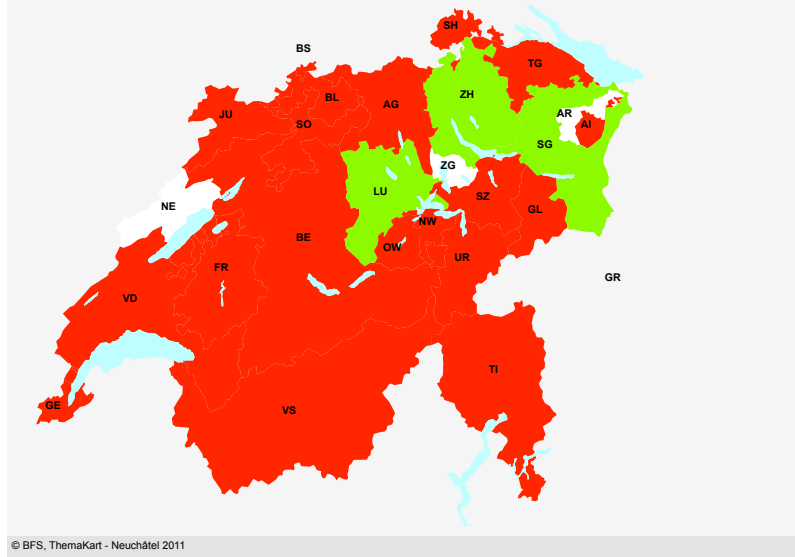 SH
BS
TG
BL
ZH
AG
JU
AR
SO
AI
SG
ZG
LU
SZ
NE
GL
NW
BE
OW
UR
FR
GR
VD
TI
GE
VS
© BFS, ThemaKart - Neuchâtel 2011